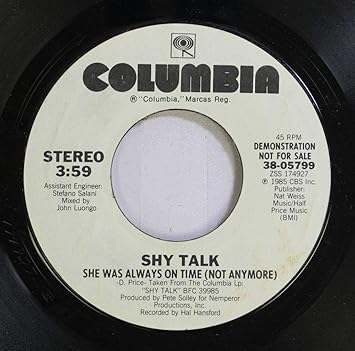 COLUMBIA
® "Columbia," Marcas Reg.
STEREO
3:59
Assistant Engineer:
Stefano Salani
Mixed by
John Luongo
45 RPM
DEMONSTRATION
NOT FOR SALE
38-05799
ZSS 174927
℗ 1985 CBS Inc.
Publisher:
Nat Weiss
Music/Half
Price Music
(BMI)
SHY TALK
SHE WAS ALWAYS ON TIME (NOT ANYMORE)
-D. Price- Taken From The Columbia Lp:
"SHY TALK" BFC 39985
Produced by Pete Solley for Nemperor
Productions, Inc.
Recorded by Hal Hansford